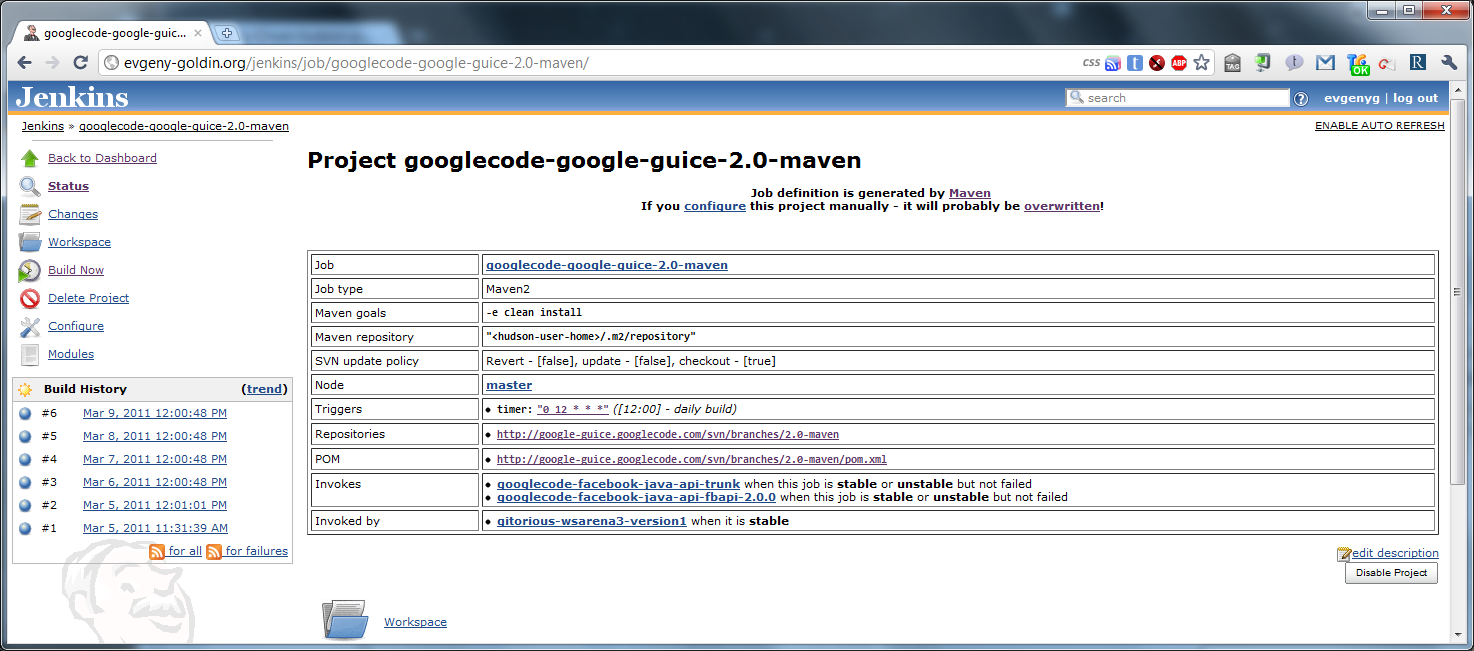 googlecode-google-guic...
evgeny-goldin.org/jenkins/job/googlecode-google-guice-2.0-maven/
css
t
ABP
TAG
t
OK
R
Jenkins
search
evgenyg | log out
Jenkins » googlecode-google-guice-2.0-maven
ENABLE AUTO REFRESH
Back to Dashboard
Status
Changes
Workspace
Build Now
Delete Project
Configure
Modules
Build History (trend)
#6 Mar 9, 2011 12:00:48 PM
#5 Mar 8, 2011 12:00:48 PM
#4 Mar 7, 2011 12:00:48 PM
#3 Mar 6, 2011 12:00:48 PM
#2 Mar 5, 2011 12:01:01 PM
#1 Mar 5, 2011 11:31:39 AM
for all for failures
Project googlecode-google-guice-2.0-maven
Job definition is generated by Maven
If you configure this project manually - it will probably be overwritten!
Job googlecode-google-guice-2.0-maven
Job type Maven2
Maven goals -e clean install
Maven repository "<hudson-user-home>/.m2/repository"
SVN update policy Revert - [false], update - [false], checkout - [true]
Node master
Triggers • timer: "0 12 * * *" ([12:00] - daily build)
Repositories • http://google-guice.googlecode.com/svn/branches/2.0-maven
POM • http://google-guice.googlecode.com/svn/branches/2.0-maven/pom.xml
Invokes • googlecode-facebook-java-api-trunk when this job is stable or unstable but not failed
• googlecode-facebook-java-api-fbapi-2.0.0 when this job is stable or unstable but not failed
Invoked by • gitorious-wsarena3-version1 when it is stable
edit description
Disable Project
Workspace